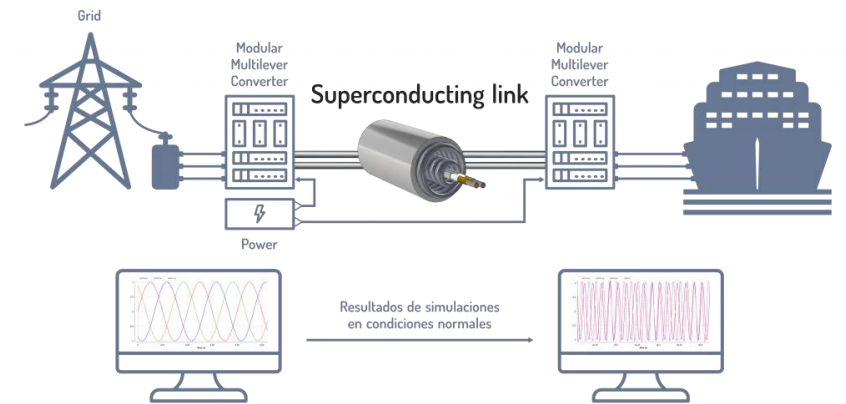 Grid
Modular
Multilever
Converter
Superconducting link
Modular
Multilever
Converter
Power
Resultados de simulaciones
en condiciones normales